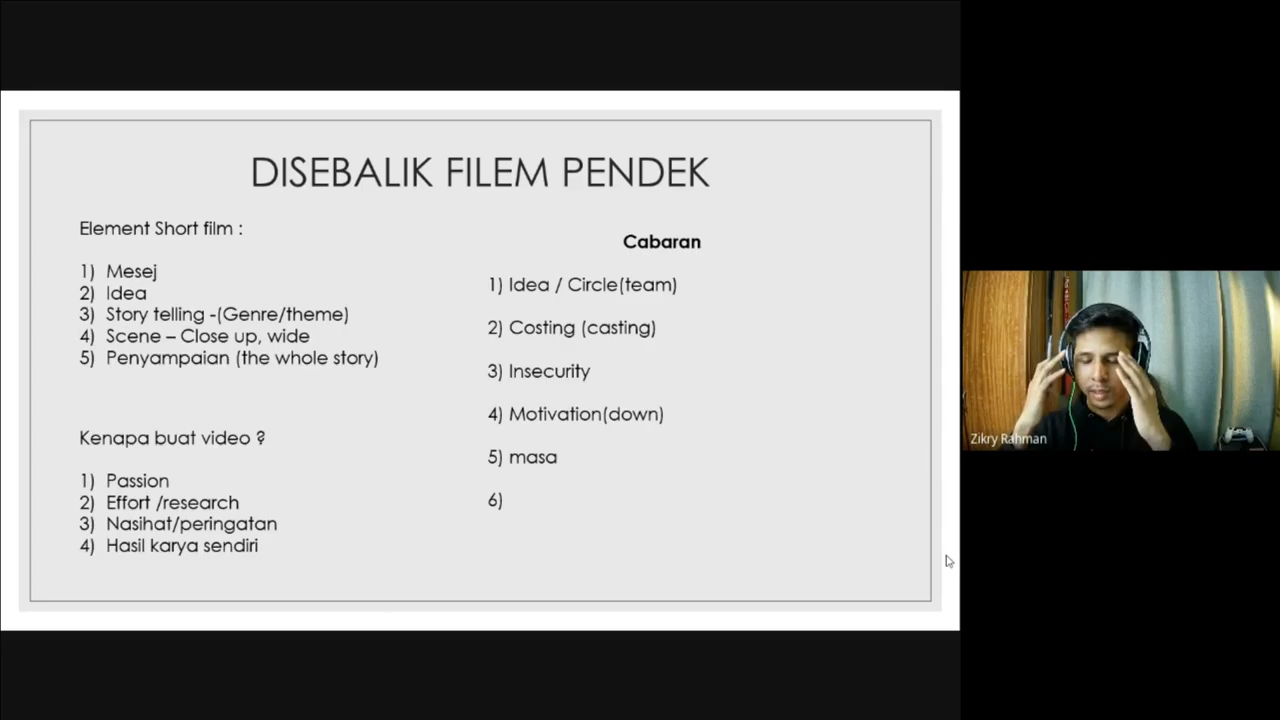 DISEBALIK FILEM PENDEK
Element Short film :
1) Mesej
2) Idea
3) Story telling -(Genre/theme)
4) Scene – Close up, wide
5) Penyampaian (the whole story)
Kenapa buat video ?
1) Passion
2) Effort /research
3) Nasihat/peringatan
4) Hasil karya sendiri
Cabaran
1) Idea / Circle(team)
2) Costing (casting)
3) Insecurity
4) Motivation(down)
5) masa
6)
Zikry Rahman